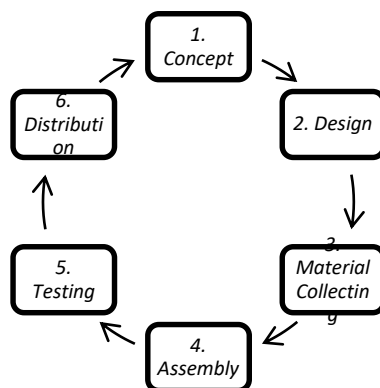 1.
Concept
2. Design
3.
Material
Collectin
g
4.
Assembly
5.
Testing
6.
Distributi
on